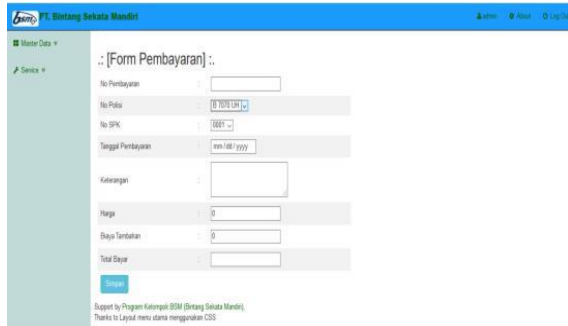 bsm PT. Bintang Sekata Mandiri
admin About Log Out
Master Data
Service
.: [Form Pembayaran] :.
No Pembayaran :
No Polisi : B 7070 UH
No SPK : 0001
Tanggal Pembayaran : mm/dd/yyyy
Keterangan :
Harga : 0
Biaya Tambahan : 0
Total Bayar :
Simpan
Support by Program Kelompok BSM (Bintang Sekata Mandiri),
Thanks to Layout menu utama menggunakan CSS